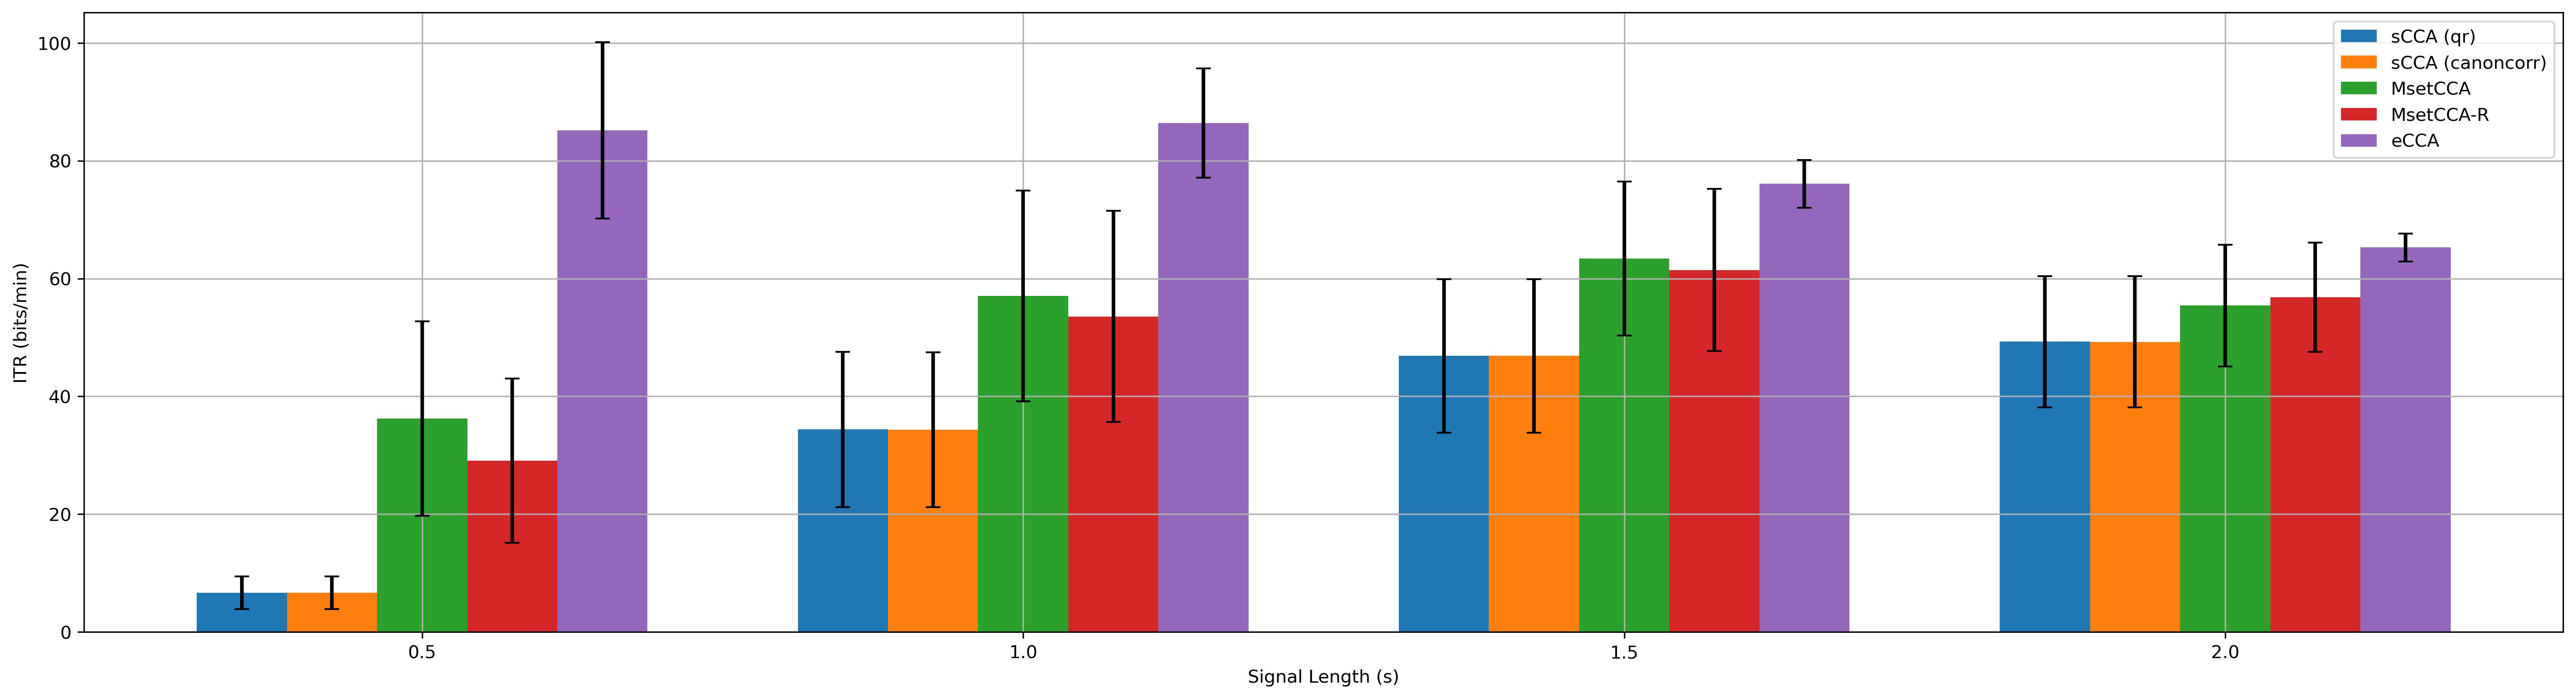 100
80
60
40
20
0
ITR (bits/min)
0.5
1.0
1.5
2.0
Signal Length (s)
sCCA (qr)
sCCA (canoncorr)
MsetCCA
MsetCCA-R
eCCA